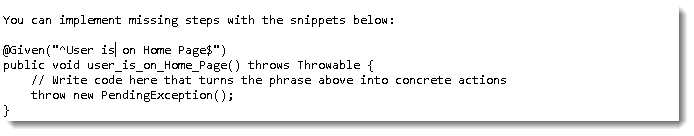 You can implement missing steps with the snippets below:
@Given("^User is on Home Page$")
public void user_is_on_Home_Page() throws Throwable {
// Write code here that turns the phrase above into concrete actions
throw new PendingException();
}